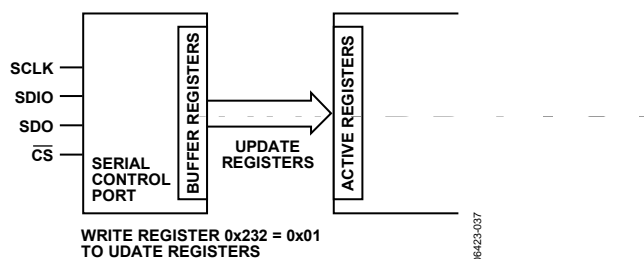 SCLK
SDIO
SDO
CS
SERIAL
CONTROL
PORT
BUFFER REGISTERS
UPDATE
REGISTERS
ACTIVE REGISTERS
WRITE REGISTER 0x232 = 0x01
TO UDATE REGISTERS
06423-037